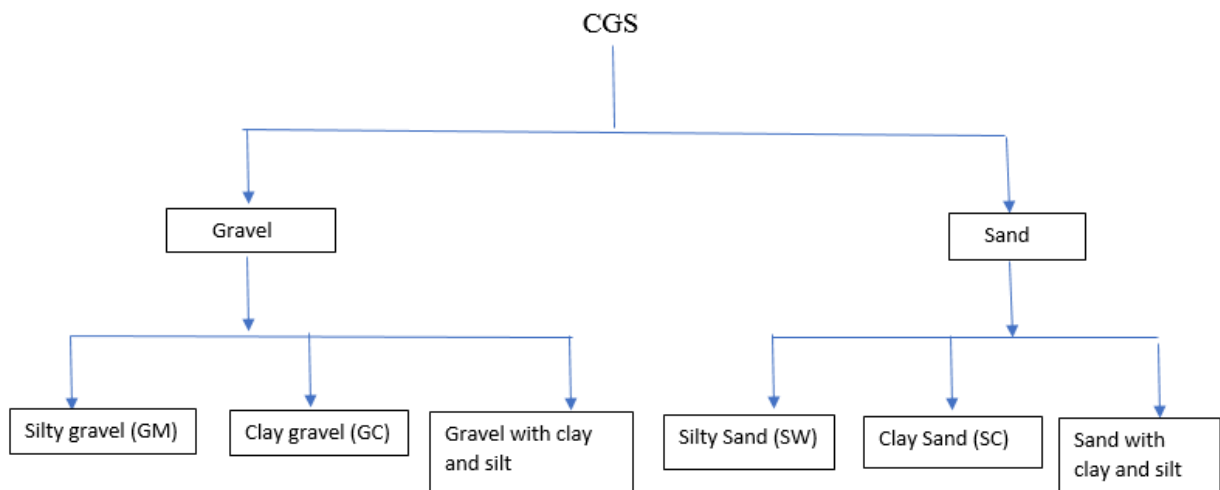 CGS
Gravel
Sand
Silty gravel (GM)
Clay gravel (GC)
Gravel with clay
and silt
Silty Sand (SW)
Clay Sand (SC)
Sand with
clay and silt